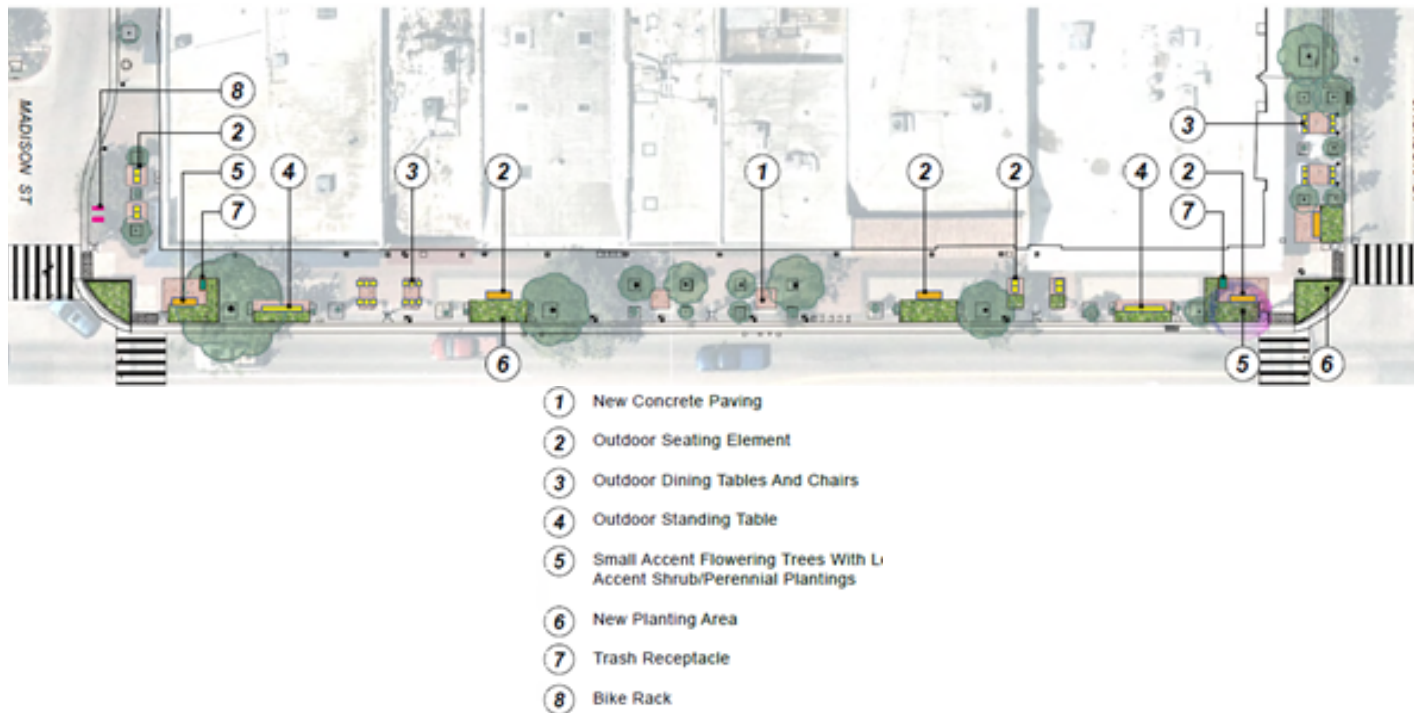 MADISON ST
8
2
5
4
3
2
1
2
2
4
3
2
7
7
6
5
6
1 New Concrete Paving
2 Outdoor Seating Element
3 Outdoor Dining Tables And Chairs
4 Outdoor Standing Table
5 Small Accent Flowering Trees With
Accent Shrub/Perennial Plantings
6 New Planting Area
7 Trash Receptacle
8 Bike Rack